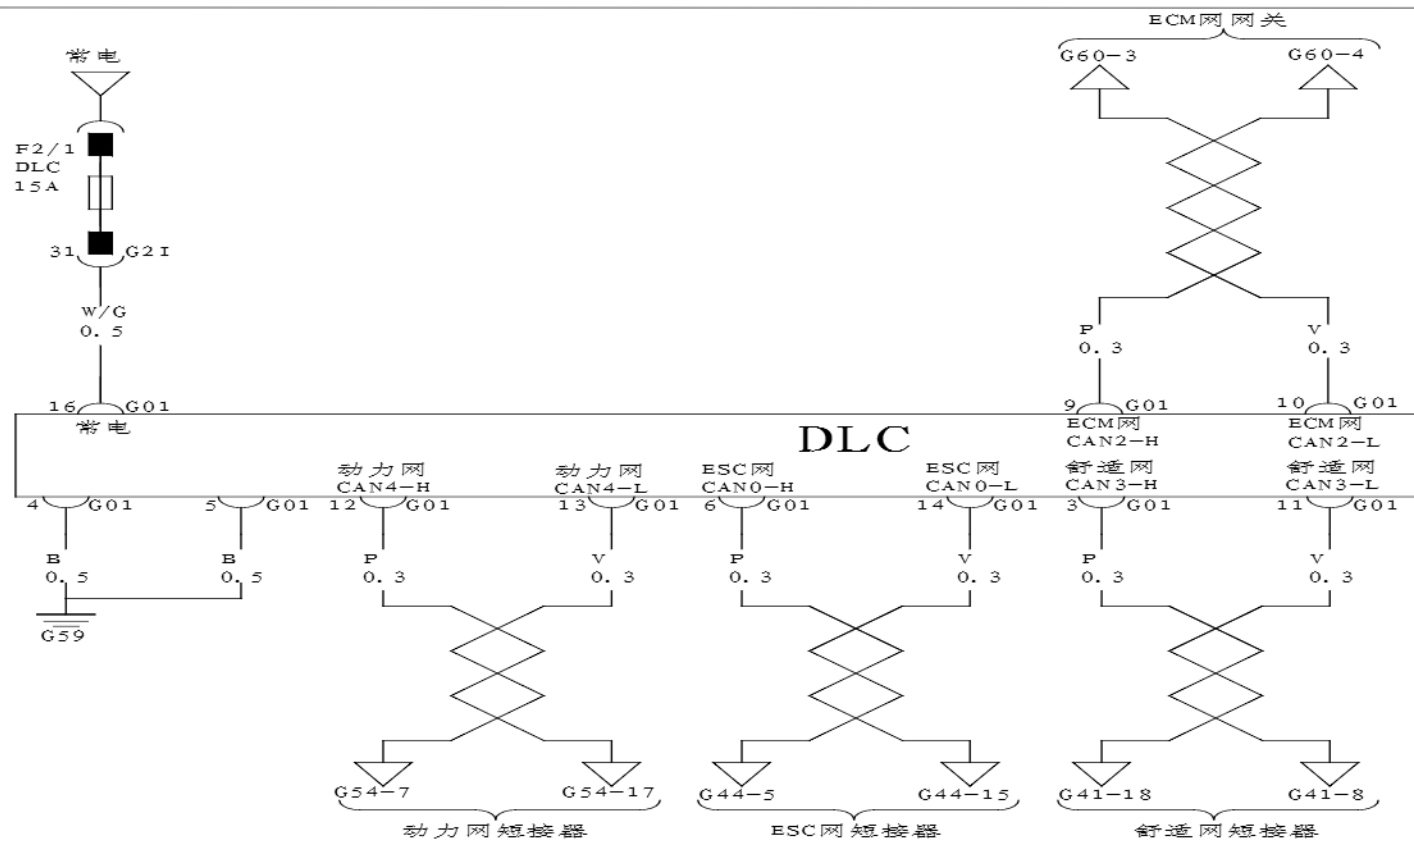 ECM网网关
G60-3
G60-4
常电
F2/1
DLC
15A
31
G2I
W/G
0.5
P
0.3
V
0.3
16
G01
9
G01
10
G01
常电
DLC
ECM网
CAN2-H
ECM网
CAN2-L
动力网
CAN4-H
动力网
CAN4-L
ESC网
CAN0-H
ESC网
CAN0-L
舒适网
CAN3-H
舒适网
CAN3-L
4
G01
5
G01
12
G01
13
G01
6
G01
14
G01
3
G01
11
G01
B
0.5
B
0.5
P
0.3
V
0.3
P
0.3
V
0.3
P
0.3
V
0.3
G59
G54-7
G54-17
G44-5
G44-15
G41-18
G41-8
动力网短接器
ESC网短接器
舒适网短接器